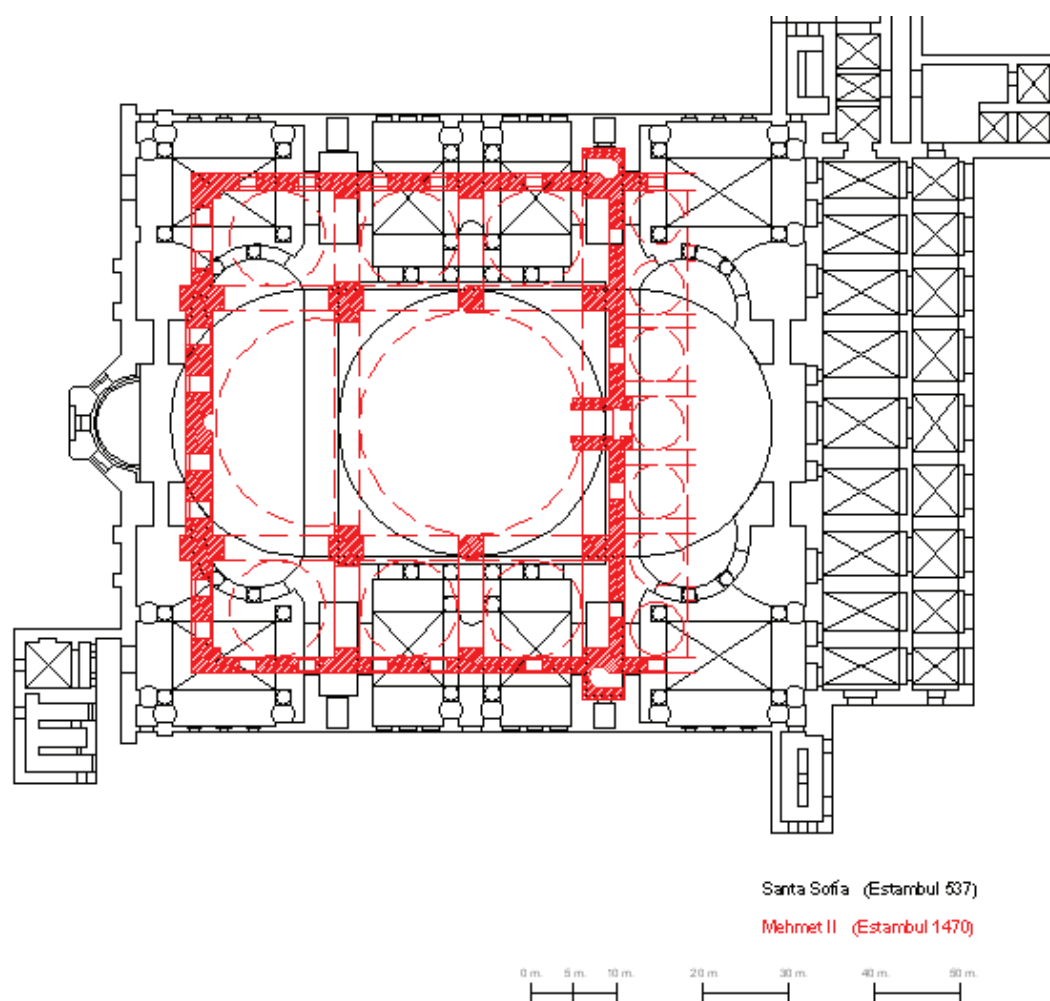 Santa Sofía (Estambul 537)
Mehmet II (Estambul 1470)
0 m. 5 m. 10 m. 20 m. 30 m. 40 m. 50 m.